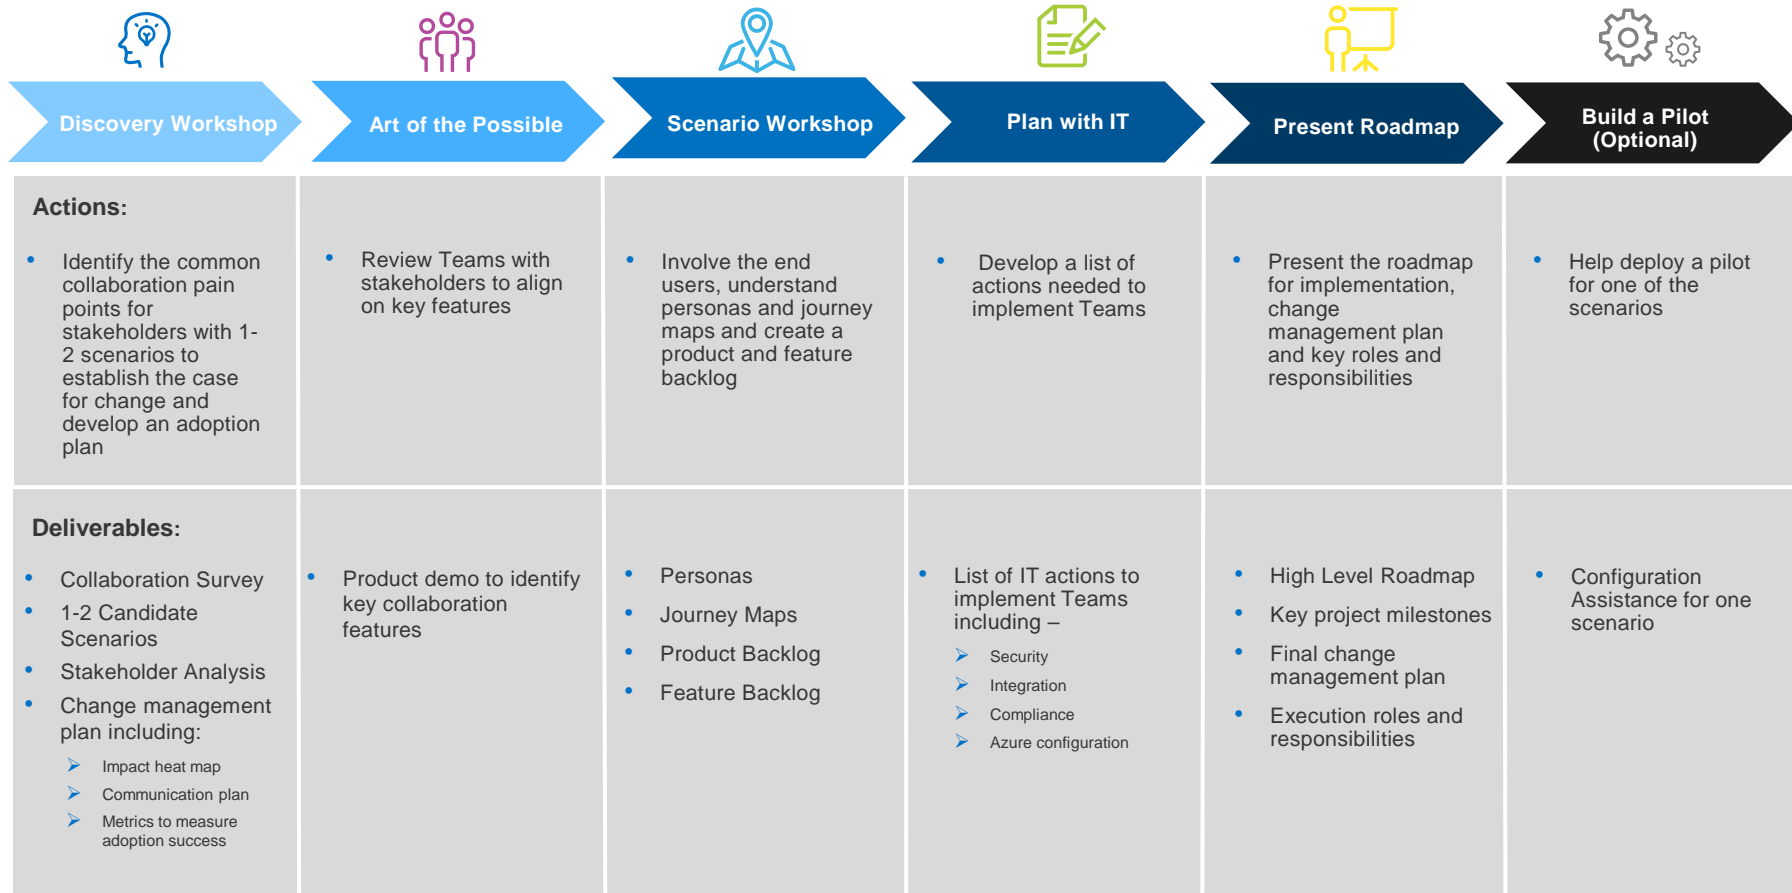 Discovery Workshop
Art of the Possible
Scenario Workshop
Plan with IT
Present Roadmap
Build a Pilot
(Optional)
Actions:
• Identify the common
collaboration pain
points for
stakeholders with 1-
2 scenarios to
establish the case
for change and
develop an adoption
plan
• Review Teams with
stakeholders to align
on key features
• Involve the end
users, understand
personas and journey
maps and create a
product and feature
backlog
• Develop a list of
actions needed to
implement Teams
• Present the roadmap
for implementation,
change
management plan
and key roles and
responsibilities
• Help deploy a pilot
for one of the
scenarios
Deliverables:
• Collaboration Survey
• 1-2 Candidate
Scenarios
• Stakeholder Analysis
• Change management
plan including:
➢ Impact heat map
➢ Communication plan
➢ Metrics to measure
adoption success
• Product demo to identify
key collaboration
features
• Personas
• Journey Maps
• Product Backlog
• Feature Backlog
• List of IT actions to
implement Teams
including –
➢ Security
➢ Integration
➢ Compliance
➢ Azure configuration
• High Level Roadmap
• Key project milestones
• Final change
management plan
• Execution roles and
responsibilities
• Configuration
Assistance for one
scenario